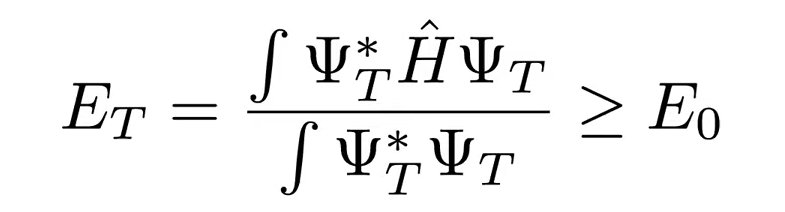 E_T = \frac{\int \Psi_T^* \hat{H} \Psi_T}{\int \Psi_T^* \Psi_T} \geq E_0